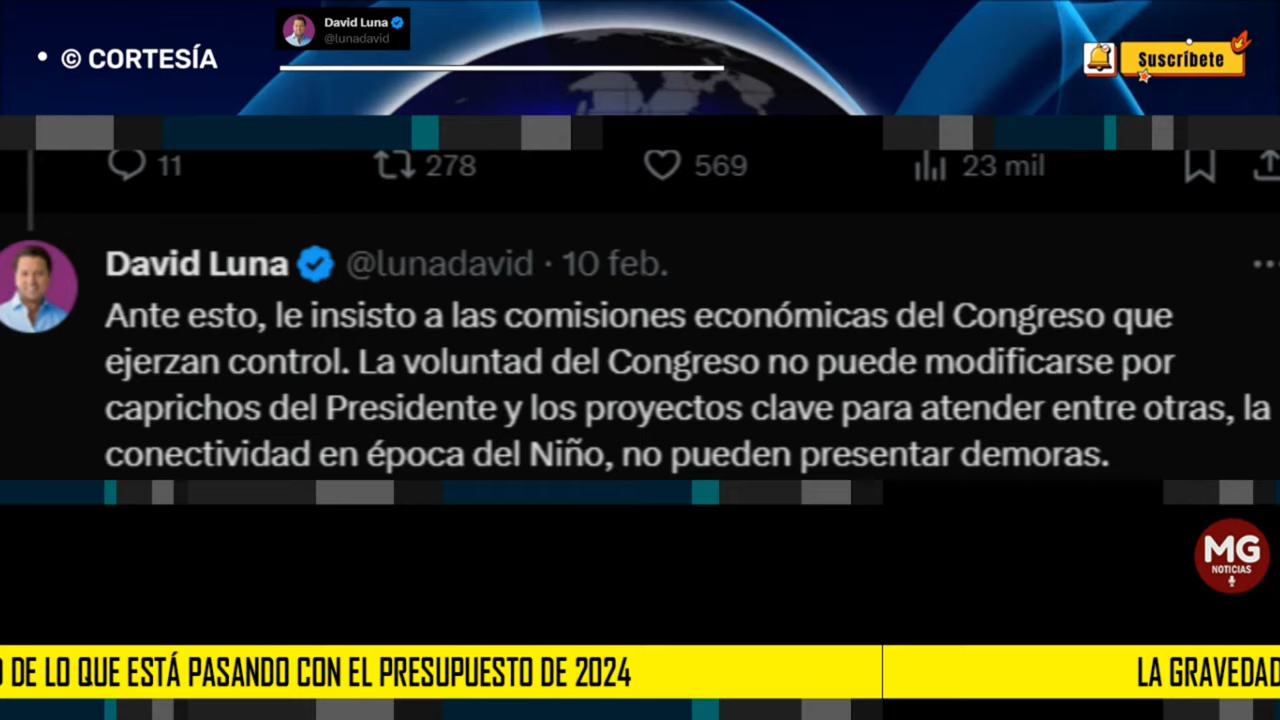 • © CORTESÍA
David Luna
@lunadavid
Suscríbete
11 278 569 23 mil
David Luna @lunadavid · 10 feb.
Ante esto, le insisto a las comisiones económicas del Congreso que
ejerzan control. La voluntad del Congreso no puede modificarse por
caprichos del Presidente y los proyectos clave para atender entre otras, la
conectividad en época del Niño, no pueden presentar demoras.
MG
NOTICIAS
DE LO QUE ESTÁ PASANDO CON EL PRESUPUESTO DE 2024
LA GRAVEDAD